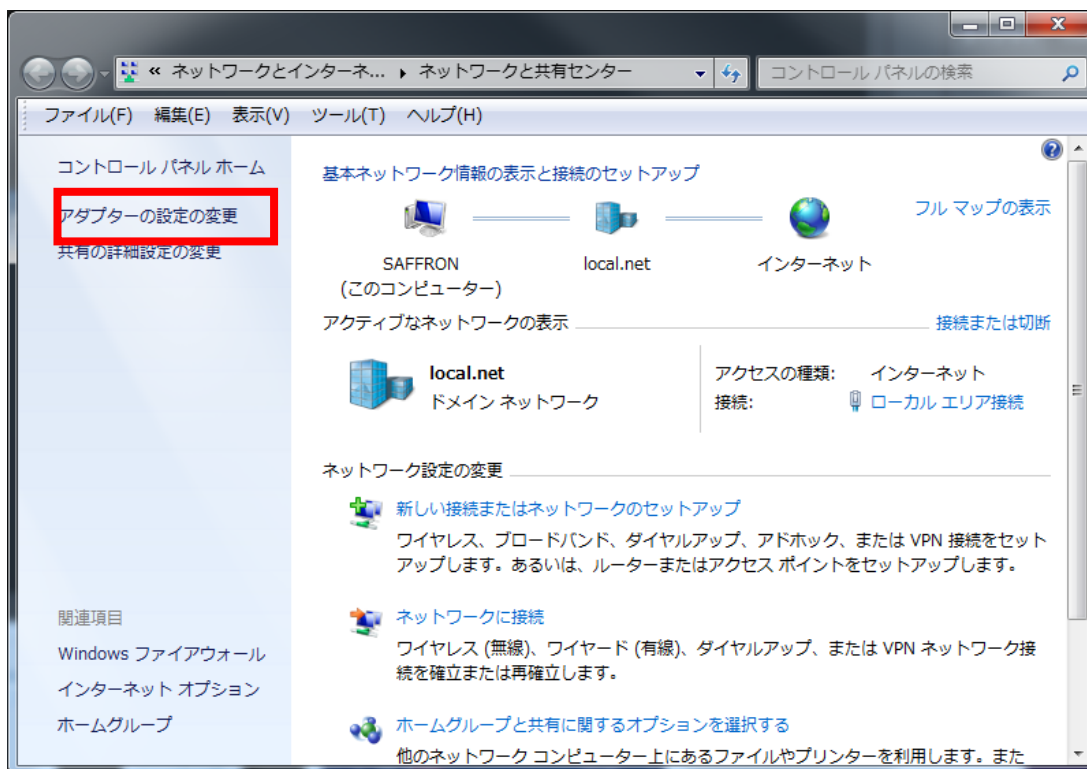 « ネットワークとインターネ... ▸ ネットワークと共有センター
コントロール パネルの検索
ファイル(F) 編集(E) 表示(V) ツール(T) ヘルプ(H)
コントロール パネル ホーム
アダプターの設定の変更
共有の詳細設定の変更
基本ネットワーク情報の表示と接続のセットアップ
フル マップの表示
SAFFRON
(このコンピューター)
local.net
インターネット
アクティブなネットワークの表示
接続または切断
local.net
ドメイン ネットワーク
アクセスの種類: インターネット
接続: ローカル エリア接続
ネットワーク設定の変更
新しい接続またはネットワークのセットアップ
ワイヤレス、ブロードバンド、ダイヤルアップ、アドホック、または VPN 接続をセット
アップします。あるいは、ルーターまたはアクセス ポイントをセットアップします。
ネットワークに接続
ワイヤレス (無線)、ワイヤード (有線)、ダイヤルアップ、または VPN ネットワーク接
続を確立または再確立します。
ホームグループと共有に関するオプションを選択する
他のネットワーク コンピューター上にあるファイルやプリンターを利用します。また
関連項目
Windows ファイアウォール
インターネット オプション
ホームグループ